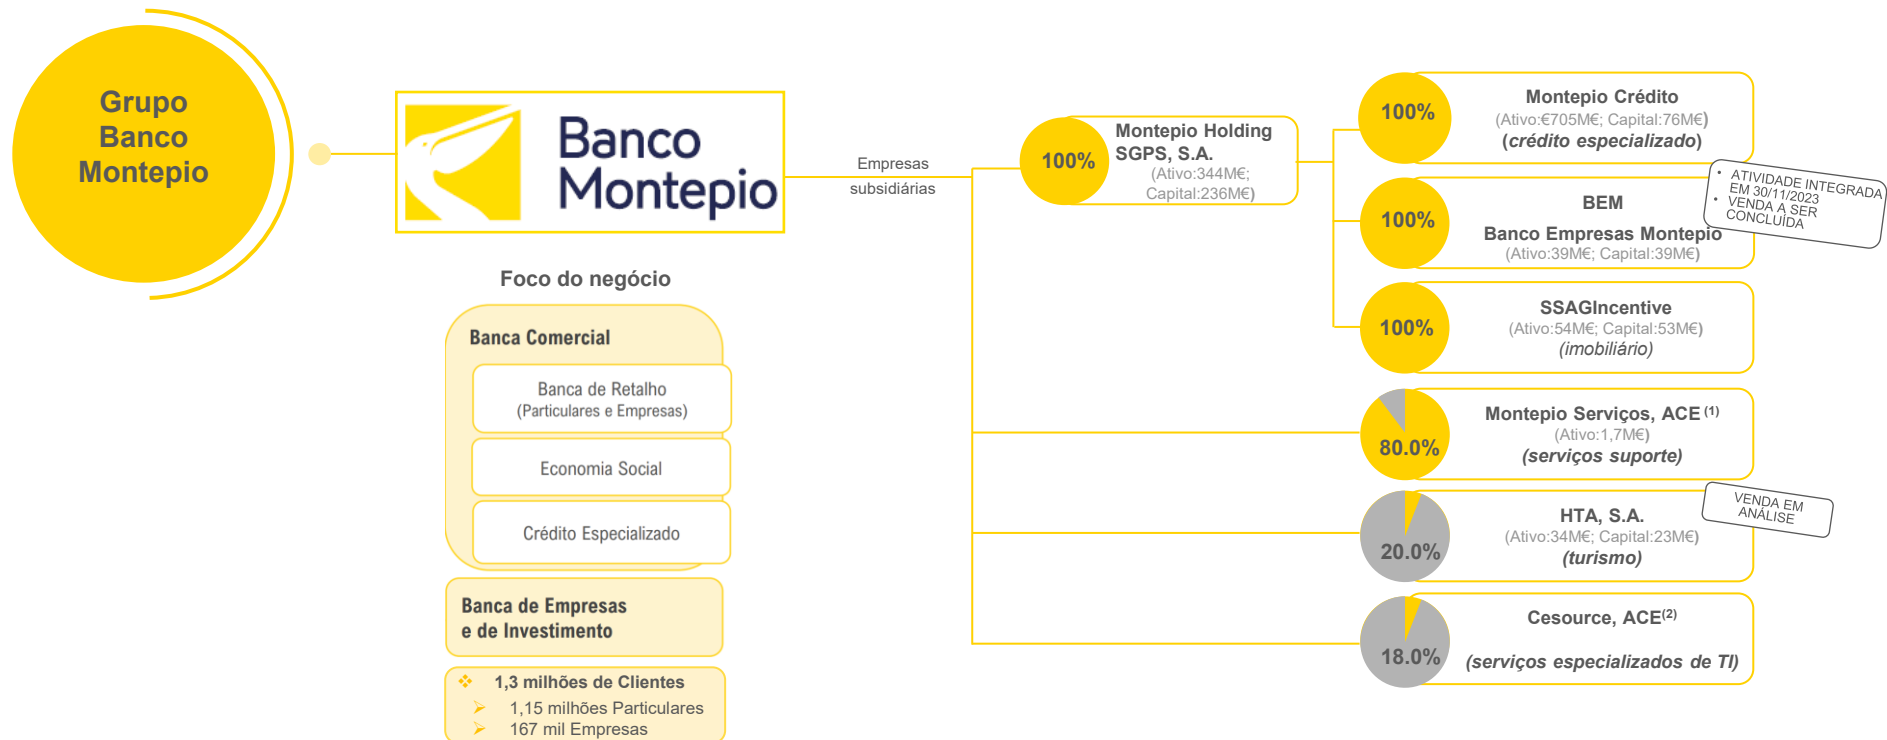 Grupo
Banco
Montepio
Banco
Montepio
Empresas
subsidiárias
100%
Montepio Holding
SGPS, S.A.
(Ativo:344M€;
Capital:236M€)
100%
Montepio Crédito
(Ativo:€705M€; Capital:76M€)
(crédito especializado)
100%
BEM
Banco Empresas Montepio
(Ativo:39M€; Capital:39M€)
• ATIVIDADE INTEGRADA
EM 30/11/2023
• VENDA A SER
CONCLUÍDA
100%
SSAGIncentive
(Ativo:54M€; Capital:53M€)
(imobiliário)
80.0%
Montepio Serviços, ACE (1)
(Ativo:1,7M€)
(serviços suporte)
20.0%
HTA, S.A.
(Ativo:34M€; Capital:23M€)
(turismo)
VENDA EM
ANÁLISE
18.0%
Cesource, ACE(2)
(serviços especializados de TI)
Foco do negócio
Banca Comercial
Banca de Retalho
(Particulares e Empresas)
Economia Social
Crédito Especializado
Banca de Empresas
e de Investimento
❖ 1,3 milhões de Clientes
➢ 1,15 milhões Particulares
➢ 167 mil Empresas